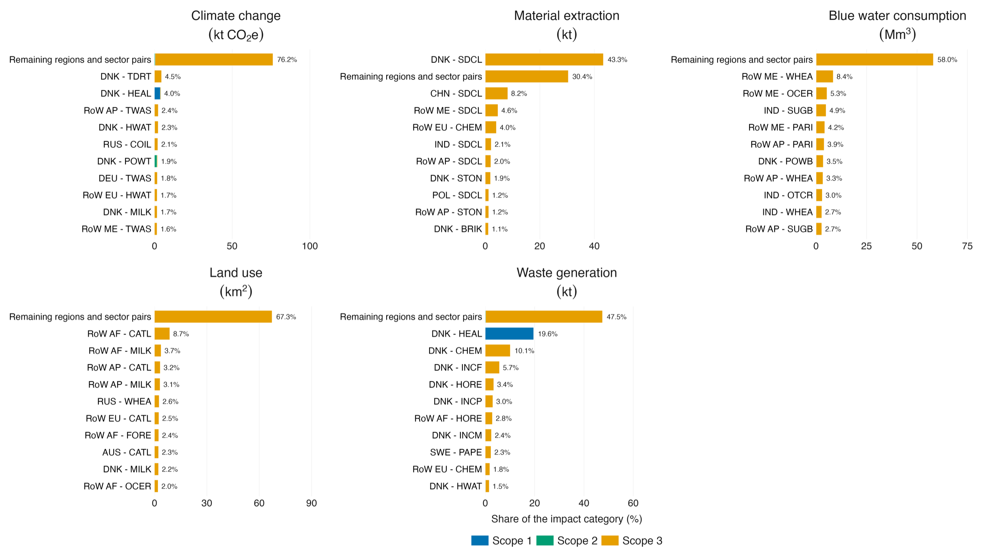 Climate change
(kt CO₂e)
Remaining regions and sector pairs 76.2%
DNK - TDRT 4.5%
DNK - HEAL 4.0%
RoW AP - TWAS 2.4%
DNK - HWAT 2.3%
RUS - COIL 2.1%
DNK - POWT 1.9%
DEU - TWAS 1.8%
RoW EU - HWAT 1.7%
DNK - MILK 1.7%
RoW ME - TWAS 1.6%
0 50 100
Material extraction
(kt)
DNK - SDCL 43.3%
Remaining regions and sector pairs 30.4%
CHN - SDCL 8.2%
RoW ME - SDCL 4.6%
RoW EU - CHEM 4.0%
IND - SDCL 2.1%
RoW AP - SDCL 2.0%
DNK - STON 1.9%
POL - SDCL 1.2%
RoW AP - STON 1.2%
DNK - BRIK 1.1%
0 20 40
Blue water consumption
(Mm³)
Remaining regions and sector pairs 58.0%
RoW ME - WHEA 8.4%
RoW ME - OCER 5.3%
IND - SUGB 4.9%
RoW ME - PARI 4.2%
RoW AP - PARI 3.9%
DNK - POWB 3.5%
RoW AP - WHEA 3.3%
IND - OTCR 3.0%
IND - WHEA 2.7%
RoW AP - SUGB 2.7%
0 25 50 75
Land use
(km²)
Remaining regions and sector pairs 67.3%
RoW AF - CATL 8.7%
RoW AF - MILK 3.7%
RoW AP - CATL 3.2%
RoW AP - MILK 3.1%
RUS - WHEA 2.6%
RoW EU - CATL 2.5%
RoW AF - FORE 2.4%
AUS - CATL 2.3%
DNK - MILK 2.2%
RoW AF - OCER 2.0%
0 30 60 90
Waste generation
(kt)
Remaining regions and sector pairs 47.5%
DNK - HEAL 19.6%
DNK - CHEM 10.1%
DNK - INCF 5.7%
DNK - HORE 3.4%
DNK - INCP 3.0%
RoW AF - HORE 2.8%
DNK - INCM 2.4%
SWE - PAPE 2.3%
RoW EU - CHEM 1.8%
DNK - HWAT 1.5%
0 20 40 60
Share of the impact category (%)
Scope 1 Scope 2 Scope 3